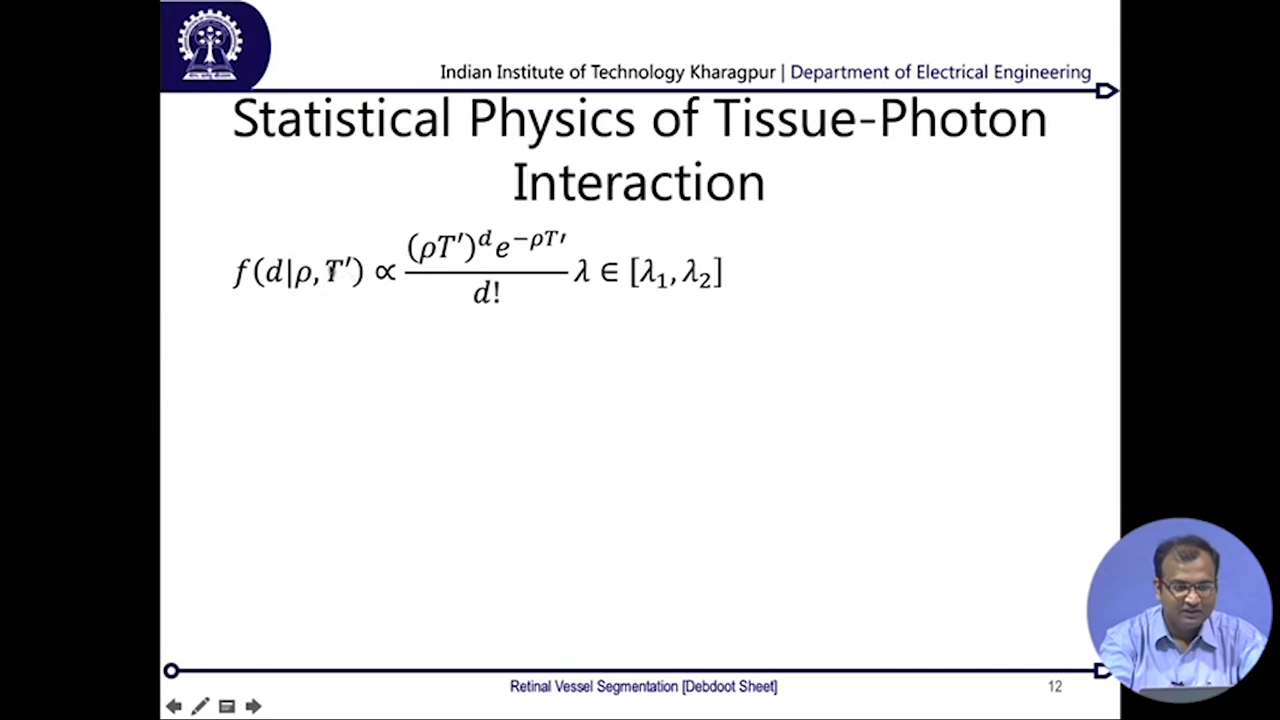 Indian Institute of Technology Kharagpur | Department of Electrical Engineering
Statistical Physics of Tissue-Photon
Interaction
f(d|ρ, T′) ∝ (ρT′)^d e^{−ρT′} / d! λ ∈ [λ₁, λ₂]
Retinal Vessel Segmentation [Debdoot Sheet]
12